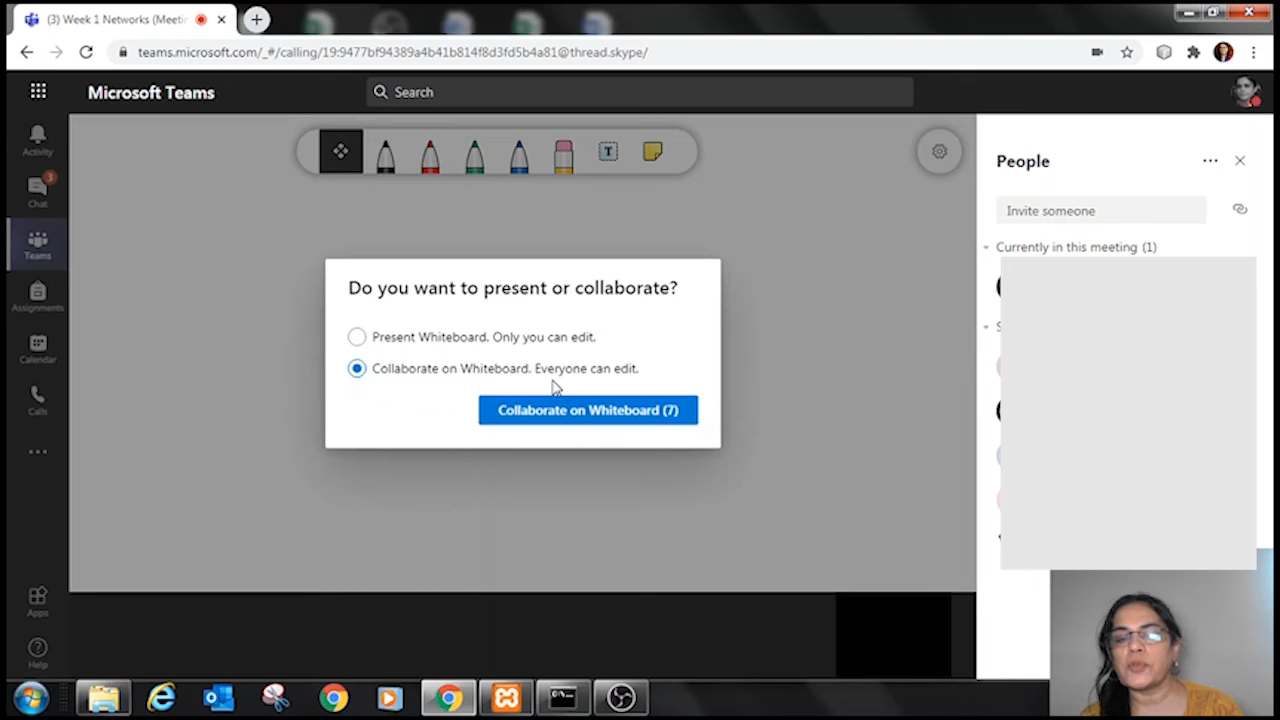 (3) Week 1 Networks (Meetin
teams.microsoft.com/_#/calling/19:9477bf94389a4b41b814f8d3fd5b4a81@thread.skype/
Microsoft Teams
Search
Activity
3
Chat
Teams
Assignments
Calendar
Calls
Apps
Help
T
Do you want to present or collaborate?
Present Whiteboard. Only you can edit.
Collaborate on Whiteboard. Everyone can edit.
Collaborate on Whiteboard (7)
People
Invite someone
Currently in this meeting (1)
S